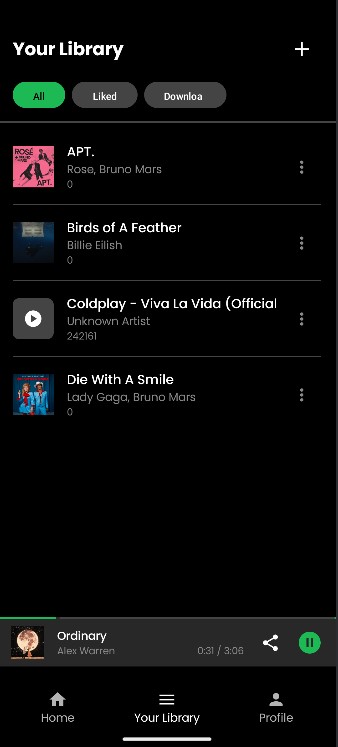 Your Library
All
Liked
Downloa
ROSÉ
APT.
APT.
Rose, Bruno Mars
0
Birds of A Feather
Billie Eilish
0
Coldplay - Viva La Vida (Official
Unknown Artist
242161
Die With A Smile
Lady Gaga, Bruno Mars
0
Ordinary
Alex Warren
0:31 / 3:06
Home
Your Library
Profile